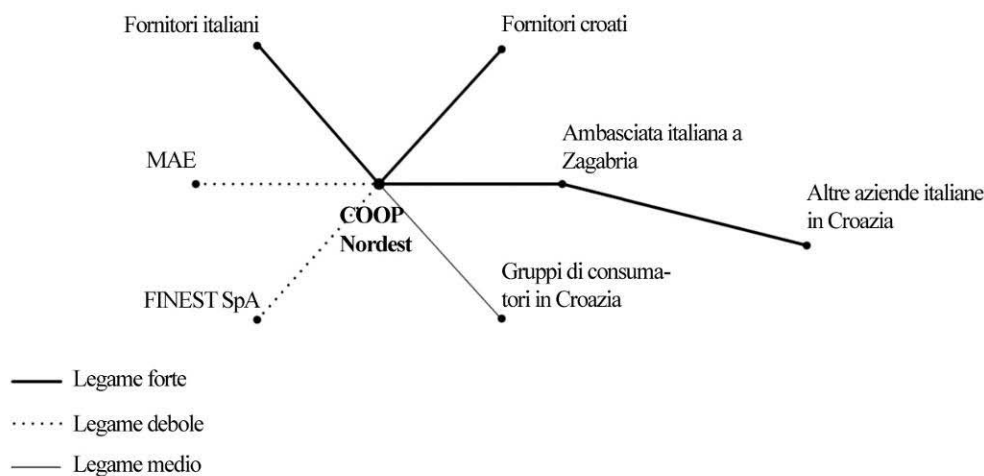 Fornitori italiani
Fornitori croati
Ambasciata italiana a
Zagabria
MAE
Altre aziende italiane
in Croazia
COOP
Nordest
Gruppi di consuma-
tori in Croazia
FINEST SpA
Legame forte
Legame debole
Legame medio